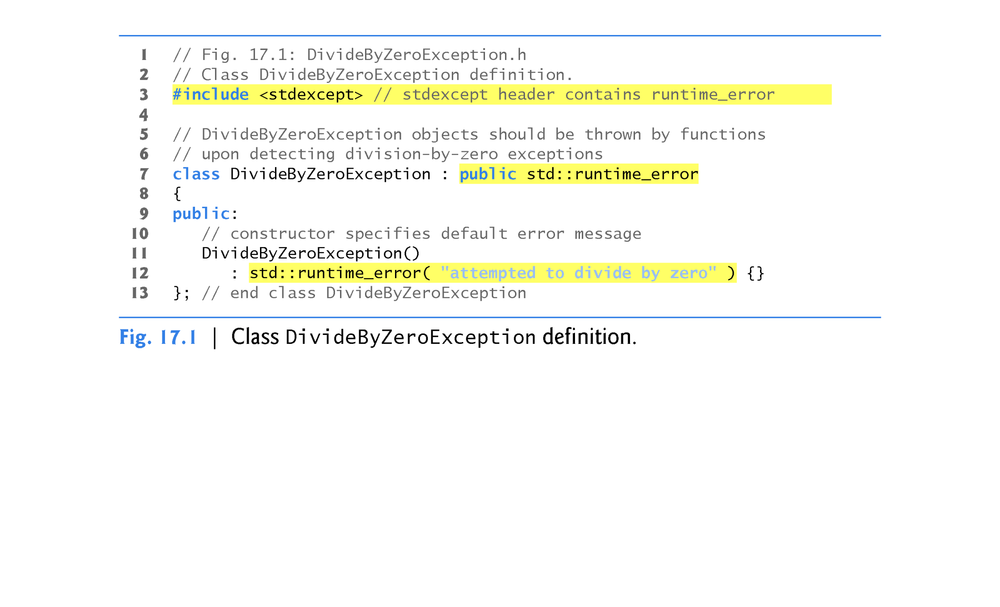 1 // Fig. 17.1: DivideByZeroException.h
2 // Class DivideByZeroException definition.
3 #include <stdexcept> // stdexcept header contains runtime_error
4
5 // DivideByZeroException objects should be thrown by functions
6 // upon detecting division-by-zero exceptions
7 class DivideByZeroException : public std::runtime_error
8 {
9 public:
10    // constructor specifies default error message
11    DivideByZeroException()
12       : std::runtime_error( "attempted to divide by zero" ) {}
13 }; // end class DivideByZeroException
Fig. 17.1 | Class DivideByZeroException definition.